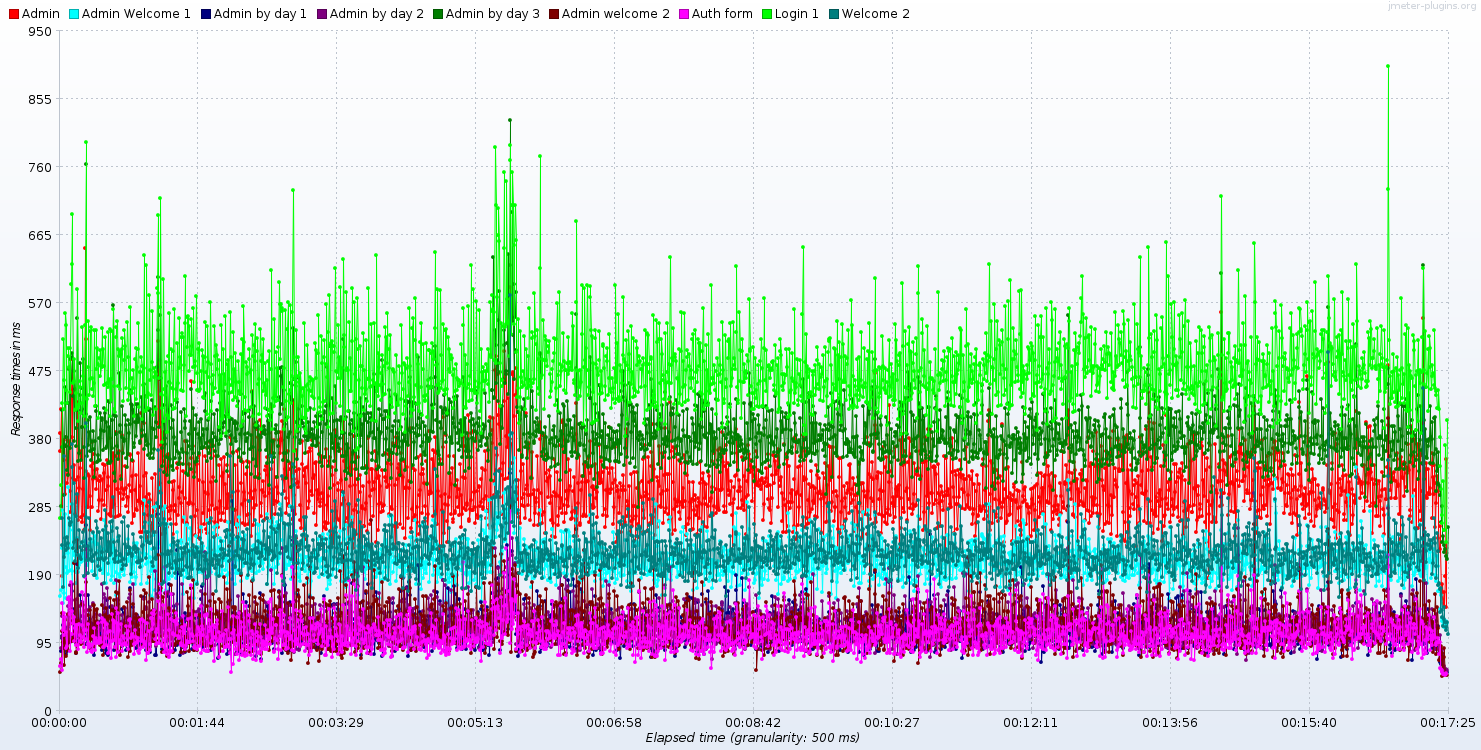 Admin Admin Welcome 1 Admin by day 1 Admin by day 2 Admin by day 3 Admin welcome 2 Auth form Login 1 Welcome 2
jmeter-plugins.org
950
855
760
665
570
475
380
285
190
95
0
Response times in ms
00:00:00 00:01:44 00:03:29 00:05:13 00:06:58 00:08:42 00:10:27 00:12:11 00:13:56 00:15:40 00:17:25
Elapsed time (granularity: 500 ms)